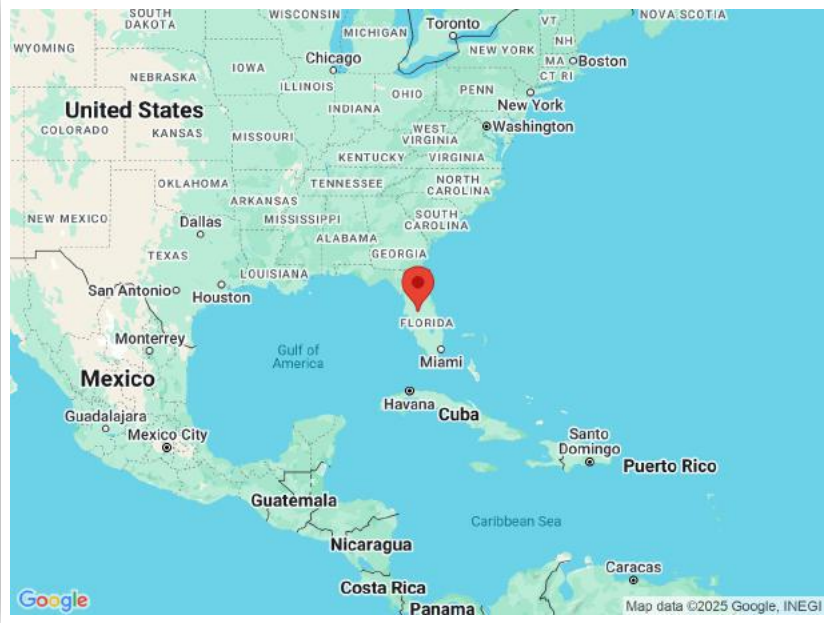 NOVA SCOTIA
SOUTH
DAKOTA
WISCONSIN
Toronto
VT
MICHIGAN
NH
WYOMING
NEW YORK
Chicago
MA
Boston
IOWA
CT RI
NEBRASKA
ILLINOIS
OHIO
PENN
New York
United States
INDIANA
COLORADO
KANSAS
MISSOURI
WEST
VIRGINIA
Washington
KENTUCKY
VIRGINIA
OKLAHOMA
TENNESSEE
NORTH
CAROLINA
ARKANSAS
NEW MEXICO
Dallas
MISSISSIPPI
SOUTH
CAROLINA
ALABAMA
TEXAS
GEORGIA
LOUISIANA
San Antonio
Houston
FLORIDA
Monterrey
Gulf of
America
Miami
Mexico
Havana
Cuba
Guadalajara
Mexico City
Santo
Domingo
Puerto Rico
Guatemala
Caribbean Sea
Nicaragua
Caracas
Costa Rica
Panama
Google
Map data ©2025 Google, INEGI